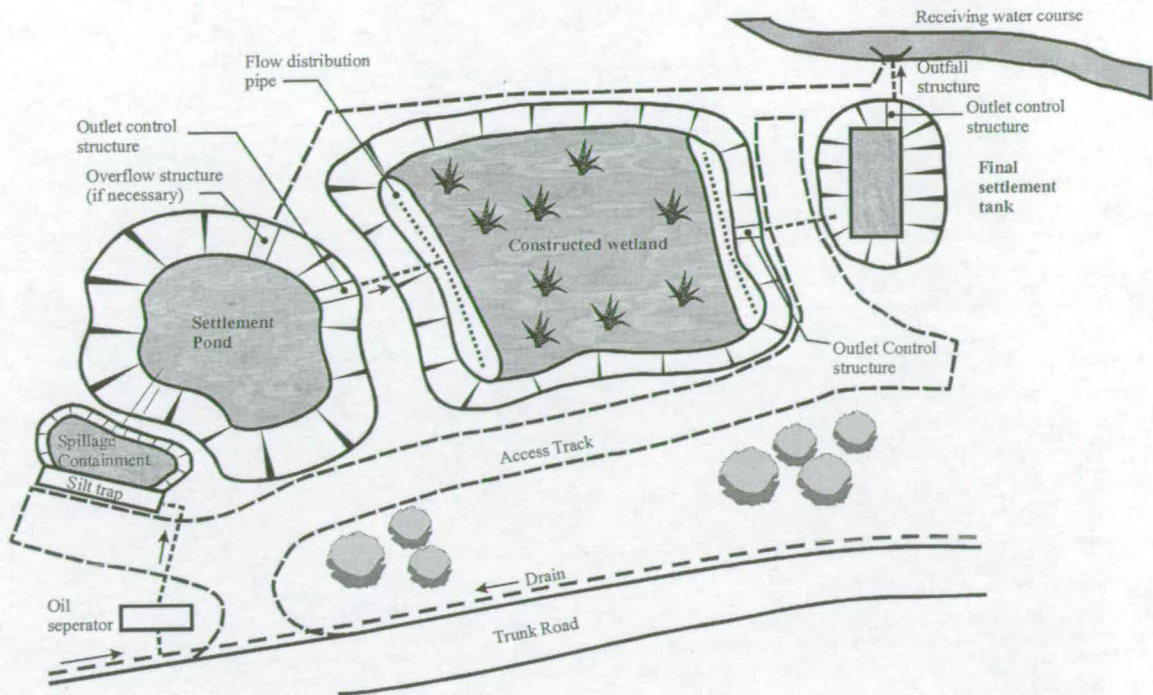 Receiving water course
Flow distribution
pipe
Outfall
structure
Outlet control
structure
Outlet control
structure
Overflow structure
(if necessary)
Final
settlement
tank
Constructed wetland
Settlement
Pond
Outlet Control
structure
Spillage
Containment
Access Track
Silt trap
Drain
Oil
seperator
Trunk Road